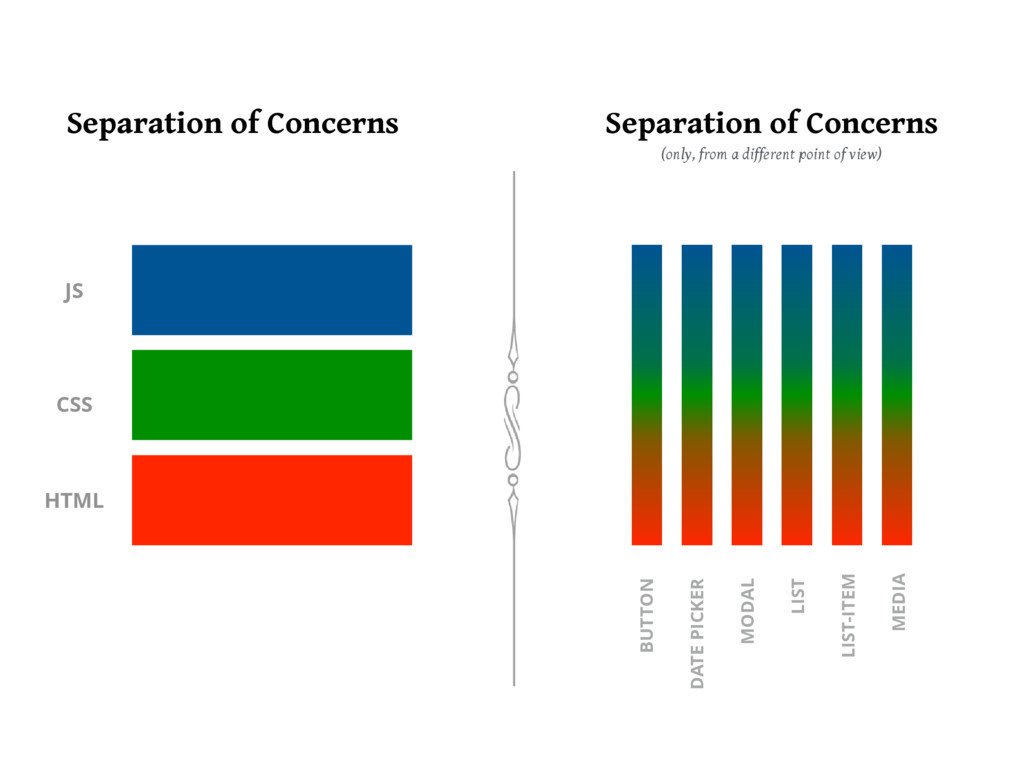 Separation of Concerns
JS
CSS
HTML
Separation of Concerns
(only, from a different point of view)
BUTTON
DATE PICKER
MODAL
LIST
LIST-ITEM
MEDIA